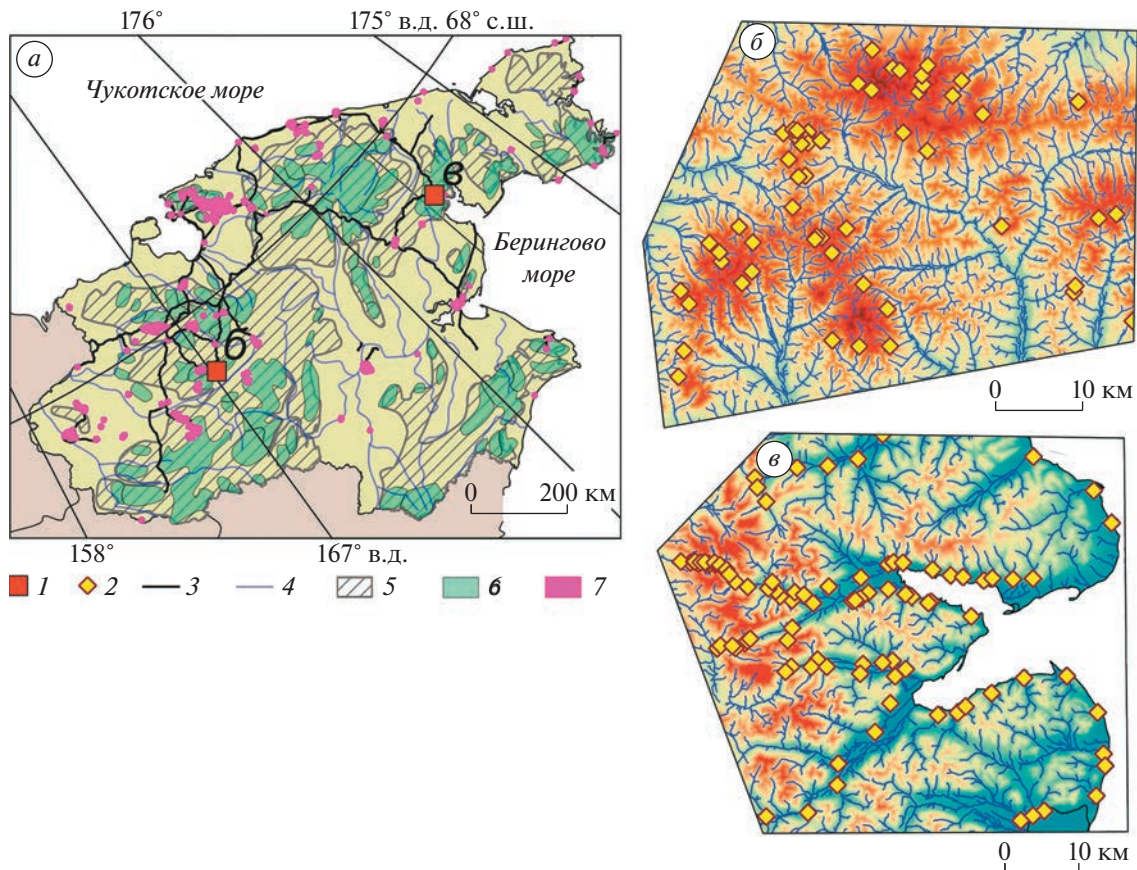 176°
175° в.д. 68° с.ш.
а
Чукотское море
в
Берингово
море
б
0 200 км
158°
167° в.д.
1 2 3 4 5 6 7
б
0 10 км
в
0 10 км